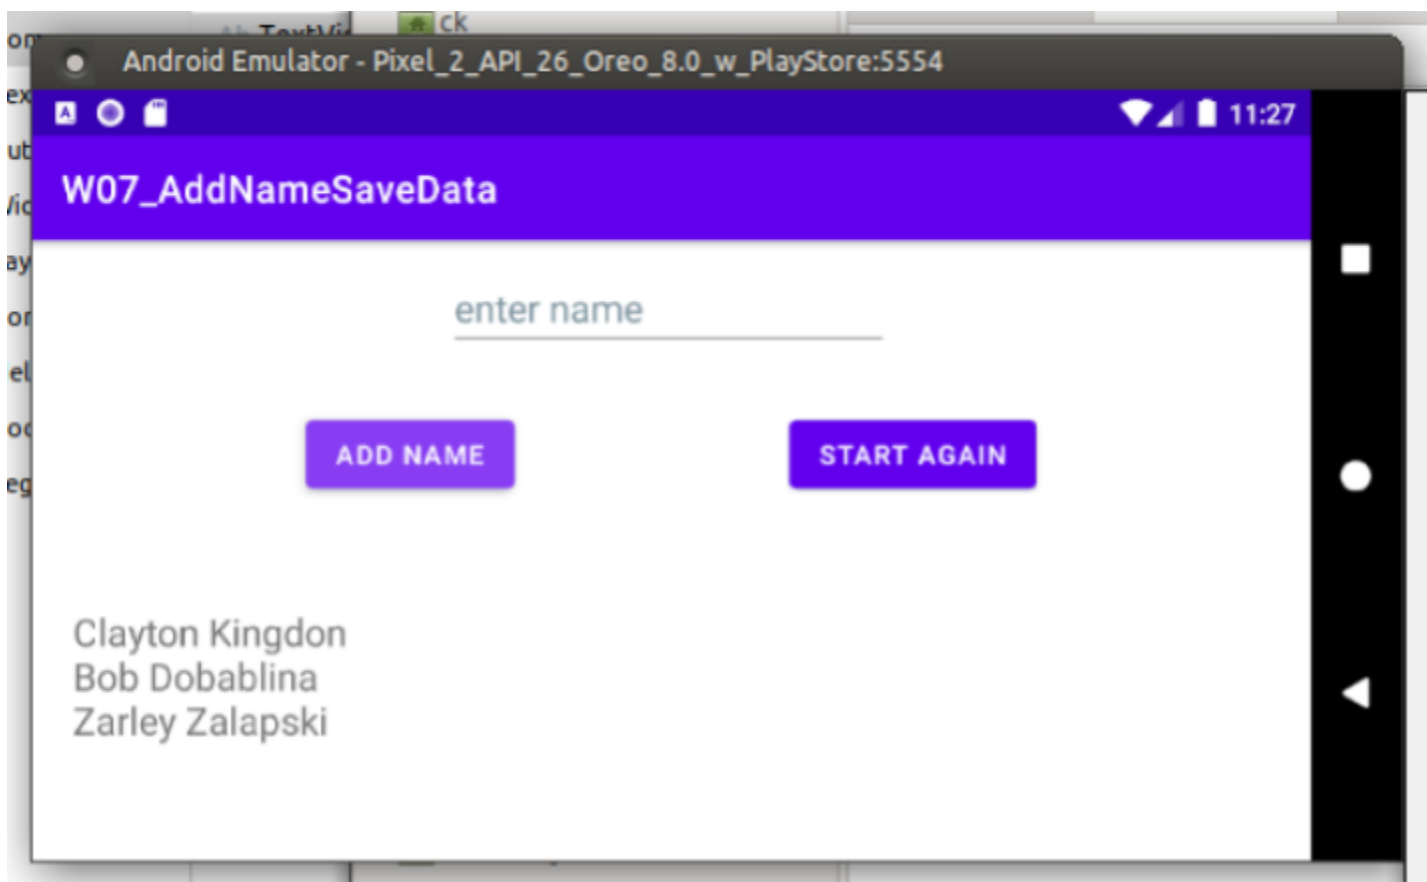 ck
Android Emulator - Pixel_2_API_26_Oreo_8.0_w_PlayStore:5554
A 11:27
W07_AddNameSaveData
enter name
ADD NAME START AGAIN
Clayton Kingdon
Bob Dobablina
Zarley Zalapski